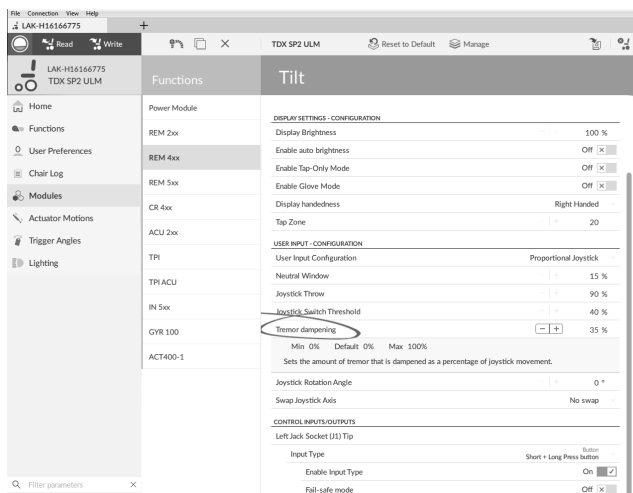 File Connection View Help
LAK-H16166775 +
Read Write
LAK-H16166775
TDX SP2 ULM
Home
Functions
User Preferences
Chair Log
Modules
Actuator Motions
Trigger Angles
Lighting
Filter parameters ×
Functions
Power Module
REM 2xx
REM 4xx
REM 5xx
CR 4xx
ACU 2xx
TPI
TPI ACU
IN 5xx
GYR 100
ACT400-1
TDX SP2 ULM Reset to Default Manage
Tilt
DISPLAY SETTINGS - CONFIGURATION
Display Brightness - + 100 %
Enable auto brightness Off ×
Enable Tap-Only Mode Off ×
Enable Glove Mode Off ×
Display handedness Right Handed
Tap Zone - + 20
USER INPUT - CONFIGURATION
User Input Configuration Proportional Joystick
Neutral Window - + 15 %
Joystick Throw - + 90 %
Joystick Switch Threshold - + 40 %
Tremor dampening - + 35 %
Min 0% Default 0% Max 100%
Sets the amount of tremor that is dampened as a percentage of joystick movement.
Joystick Rotation Angle - + 0 °
Swap Joystick Axis No swap
CONTROL INPUTS/OUTPUTS
Left Jack Socket (J1) Tip
Button
Input Type Short + Long Press button
Enable Input Type On ✓
Fail-safe mode Off ×